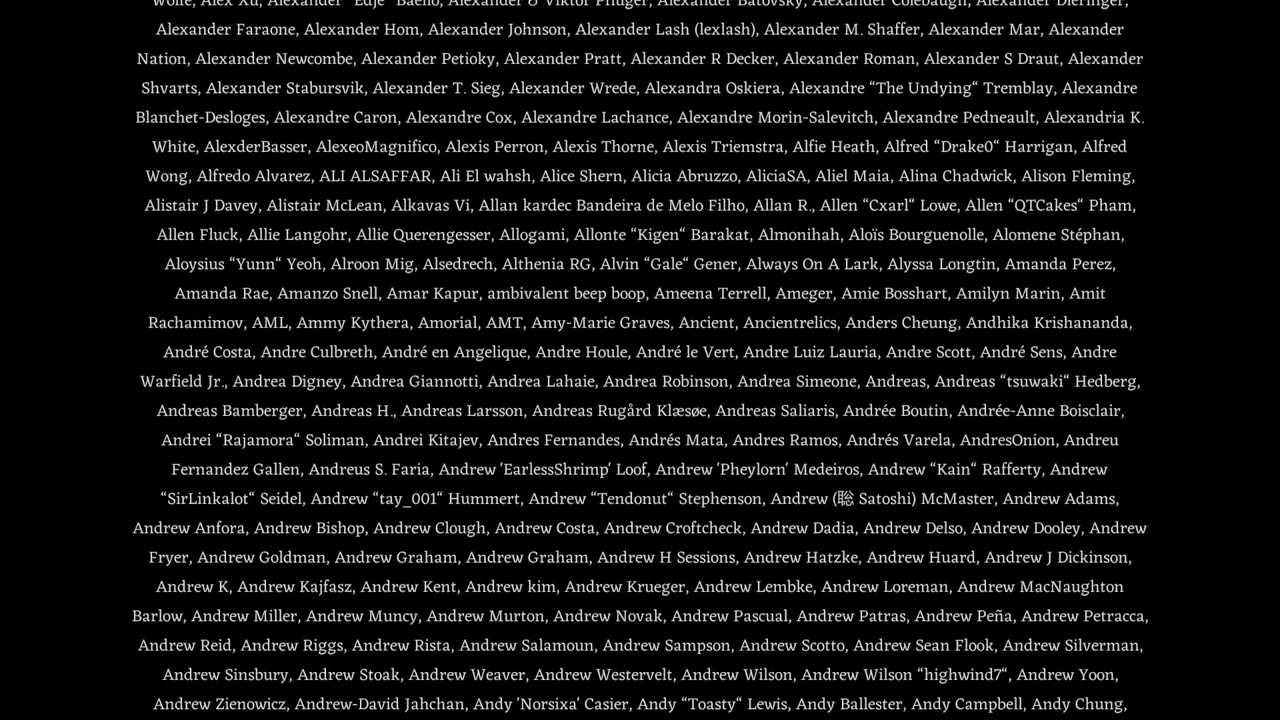 Wolfe, Alex Xu, Alexander “Edje“ Baello, Alexander & Viktor Pfluger, Alexander Batovsky, Alexander Colebaugh, Alexander Dieringer,
Alexander Faraone, Alexander Hom, Alexander Johnson, Alexander Lash (lexlash), Alexander M. Shaffer, Alexander Mar, Alexander
Nation, Alexander Newcombe, Alexander Petioky, Alexander Pratt, Alexander R Decker, Alexander Roman, Alexander S Draut, Alexander
Shvarts, Alexander Stabursvik, Alexander T. Sieg, Alexander Wrede, Alexandra Oskiera, Alexandre “The Undying“ Tremblay, Alexandre
Blanchet-Desloges, Alexandre Caron, Alexandre Cox, Alexandre Lachance, Alexandre Morin-Salevitch, Alexandre Pedneault, Alexandria K.
White, AlexderBasser, AlexeoMagnifico, Alexis Perron, Alexis Thorne, Alexis Triemstra, Alfie Heath, Alfred “Drake0“ Harrigan, Alfred
Wong, Alfredo Alvarez, ALI ALSAFFAR, Ali El wahsh, Alice Shern, Alicia Abruzzo, AliciaSA, Aliel Maia, Alina Chadwick, Alison Fleming,
Alistair J Davey, Alistair McLean, Alkavas Vi, Allan kardec Bandeira de Melo Filho, Allan R., Allen “Cxarl“ Lowe, Allen “QTCakes“ Pham,
Allen Fluck, Allie Langohr, Allie Querengesser, Allogami, Allonte “Kigen“ Barakat, Almonihah, Aloïs Bourguenolle, Alomene Stéphan,
Aloysius “Yunn“ Yeoh, Alroon Mig, Alsedrech, Althenia RG, Alvin “Gale“ Gener, Always On A Lark, Alyssa Longtin, Amanda Perez,
Amanda Rae, Amanzo Snell, Amar Kapur, ambivalent beep boop, Ameena Terrell, Ameger, Amie Bosshart, Amilyn Marin, Amit
Rachamimov, AML, Ammy Kythera, Amorial, AMT, Amy-Marie Graves, Ancient, Ancientrelics, Anders Cheung, Andhika Krishananda,
André Costa, Andre Culbreth, André en Angelique, Andre Houle, André le Vert, Andre Luiz Lauria, Andre Scott, André Sens, Andre
Warfield Jr., Andrea Digney, Andrea Giannotti, Andrea Lahaie, Andrea Robinson, Andrea Simeone, Andreas, Andreas “tsuwaki“ Hedberg,
Andreas Bamberger, Andreas H., Andreas Larsson, Andreas Rugård Klæsøe, Andreas Saliaris, Andrée Boutin, Andrée-Anne Boisclair,
Andrei “Rajamora“ Soliman, Andrei Kitajev, Andres Fernandes, Andrés Mata, Andres Ramos, Andrés Varela, AndresOnion, Andreu
Fernandez Gallen, Andreus S. Faria, Andrew 'EarlessShrimp' Loof, Andrew 'Pheylorn' Medeiros, Andrew “Kain“ Rafferty, Andrew
“SirLinkalot“ Seidel, Andrew “tay_001“ Hummert, Andrew “Tendonut“ Stephenson, Andrew (聡 Satoshi) McMaster, Andrew Adams,
Andrew Anfora, Andrew Bishop, Andrew Clough, Andrew Costa, Andrew Croftcheck, Andrew Dadia, Andrew Delso, Andrew Dooley, Andrew
Fryer, Andrew Goldman, Andrew Graham, Andrew Graham, Andrew H Sessions, Andrew Hatzke, Andrew Huard, Andrew J Dickinson,
Andrew K, Andrew Kajfasz, Andrew Kent, Andrew kim, Andrew Krueger, Andrew Lembke, Andrew Loreman, Andrew MacNaughton
Barlow, Andrew Miller, Andrew Muncy, Andrew Murton, Andrew Novak, Andrew Pascual, Andrew Patras, Andrew Peña, Andrew Petracca,
Andrew Reid, Andrew Riggs, Andrew Rista, Andrew Salamoun, Andrew Sampson, Andrew Scotto, Andrew Sean Flook, Andrew Silverman,
Andrew Sinsbury, Andrew Stoak, Andrew Weaver, Andrew Westervelt, Andrew Wilson, Andrew Wilson “highwind7“, Andrew Yoon,
Andrew Zienowicz, Andrew-David Jahchan, Andy 'Norsixa' Casier, Andy “Toasty“ Lewis, Andy Ballester, Andy Campbell, Andy Chung,